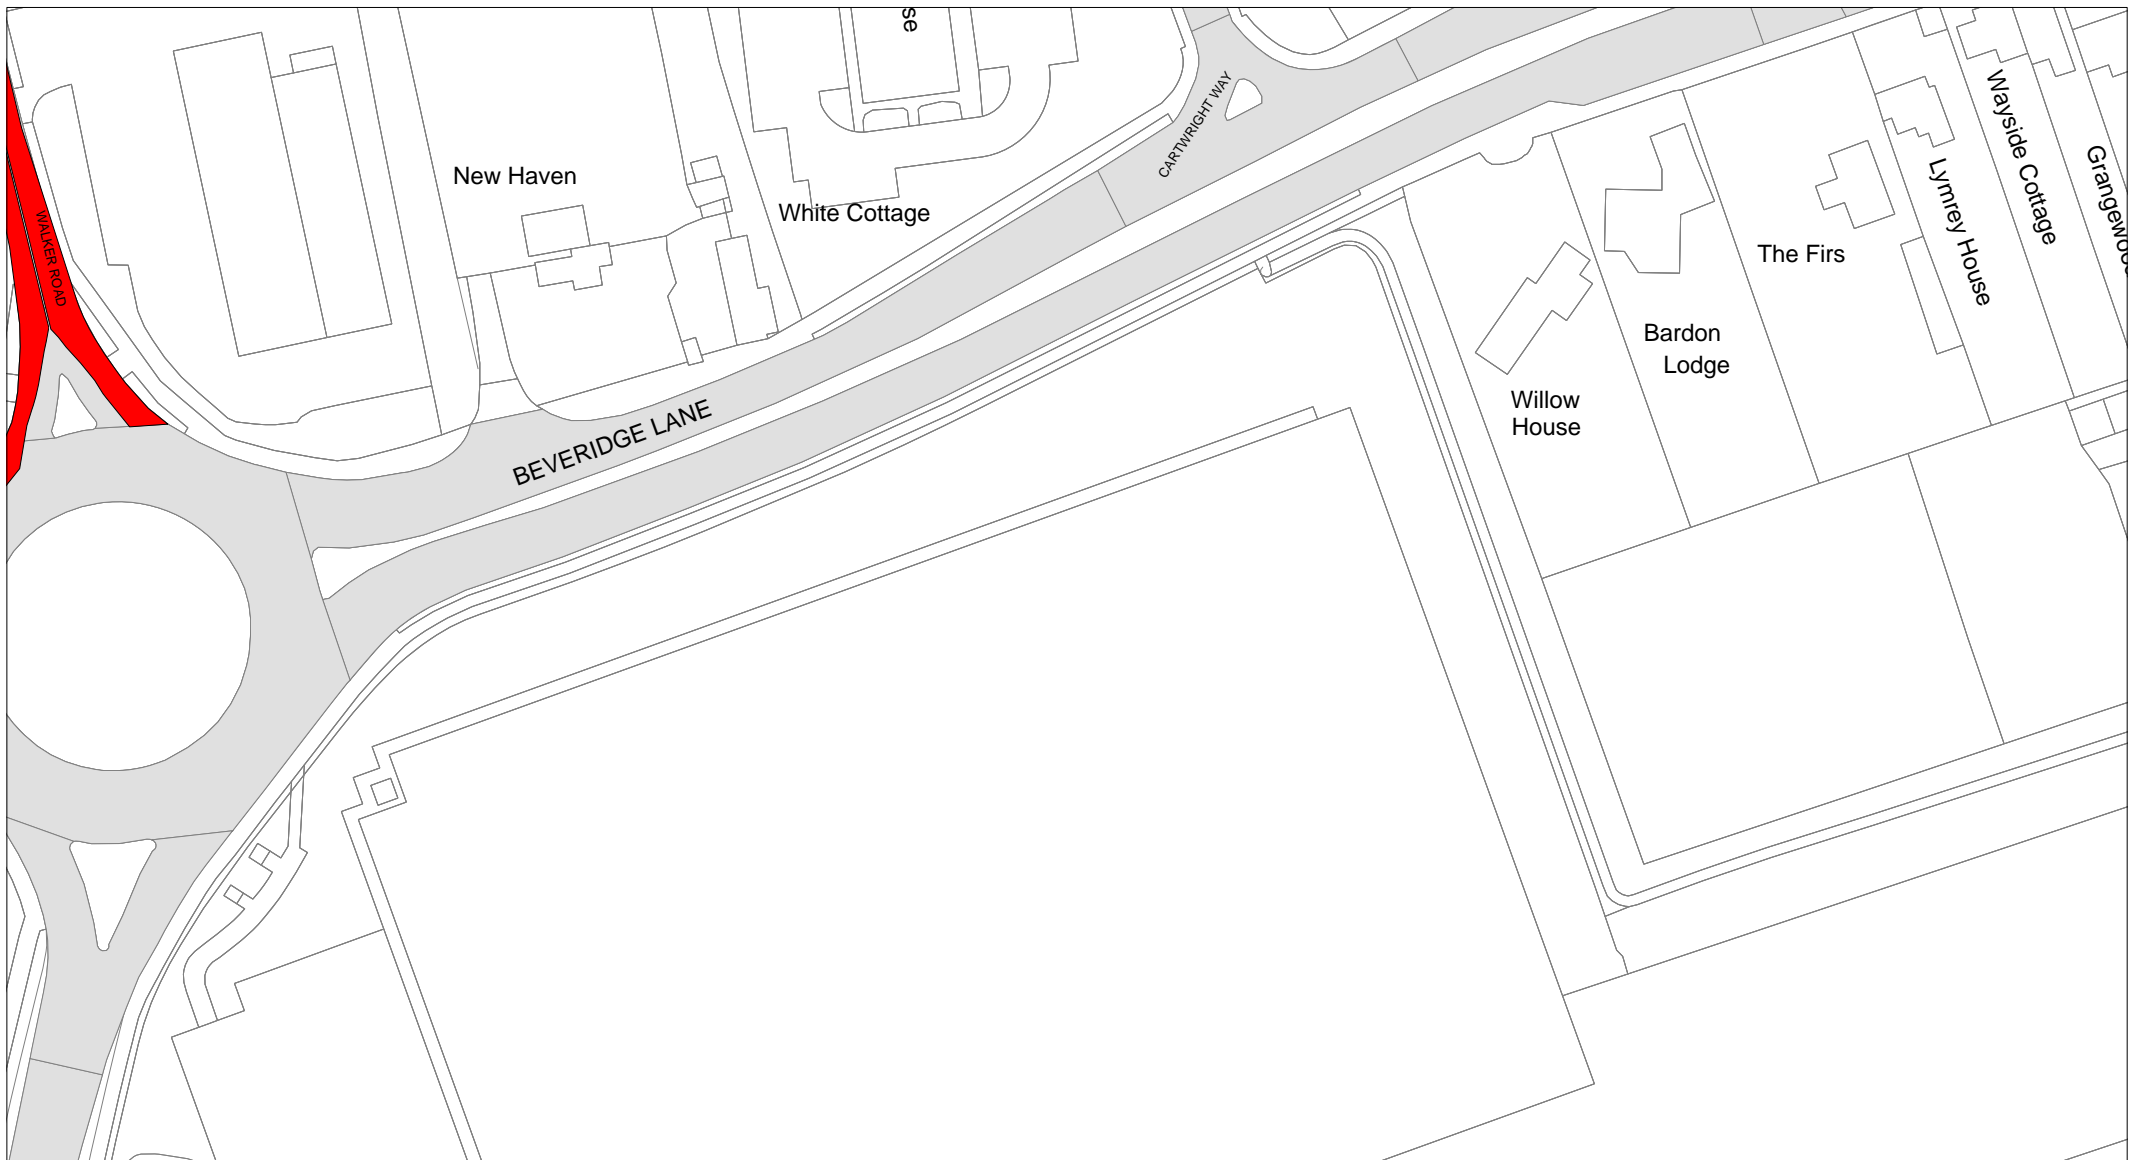 se
CARTWRIGHT WAY
New Haven
White Cottage
WALKER ROAD
Wayside Cottage
Lymrey House
The Firs
Bardon
Lodge
Willow
House
BEVERIDGE LANE